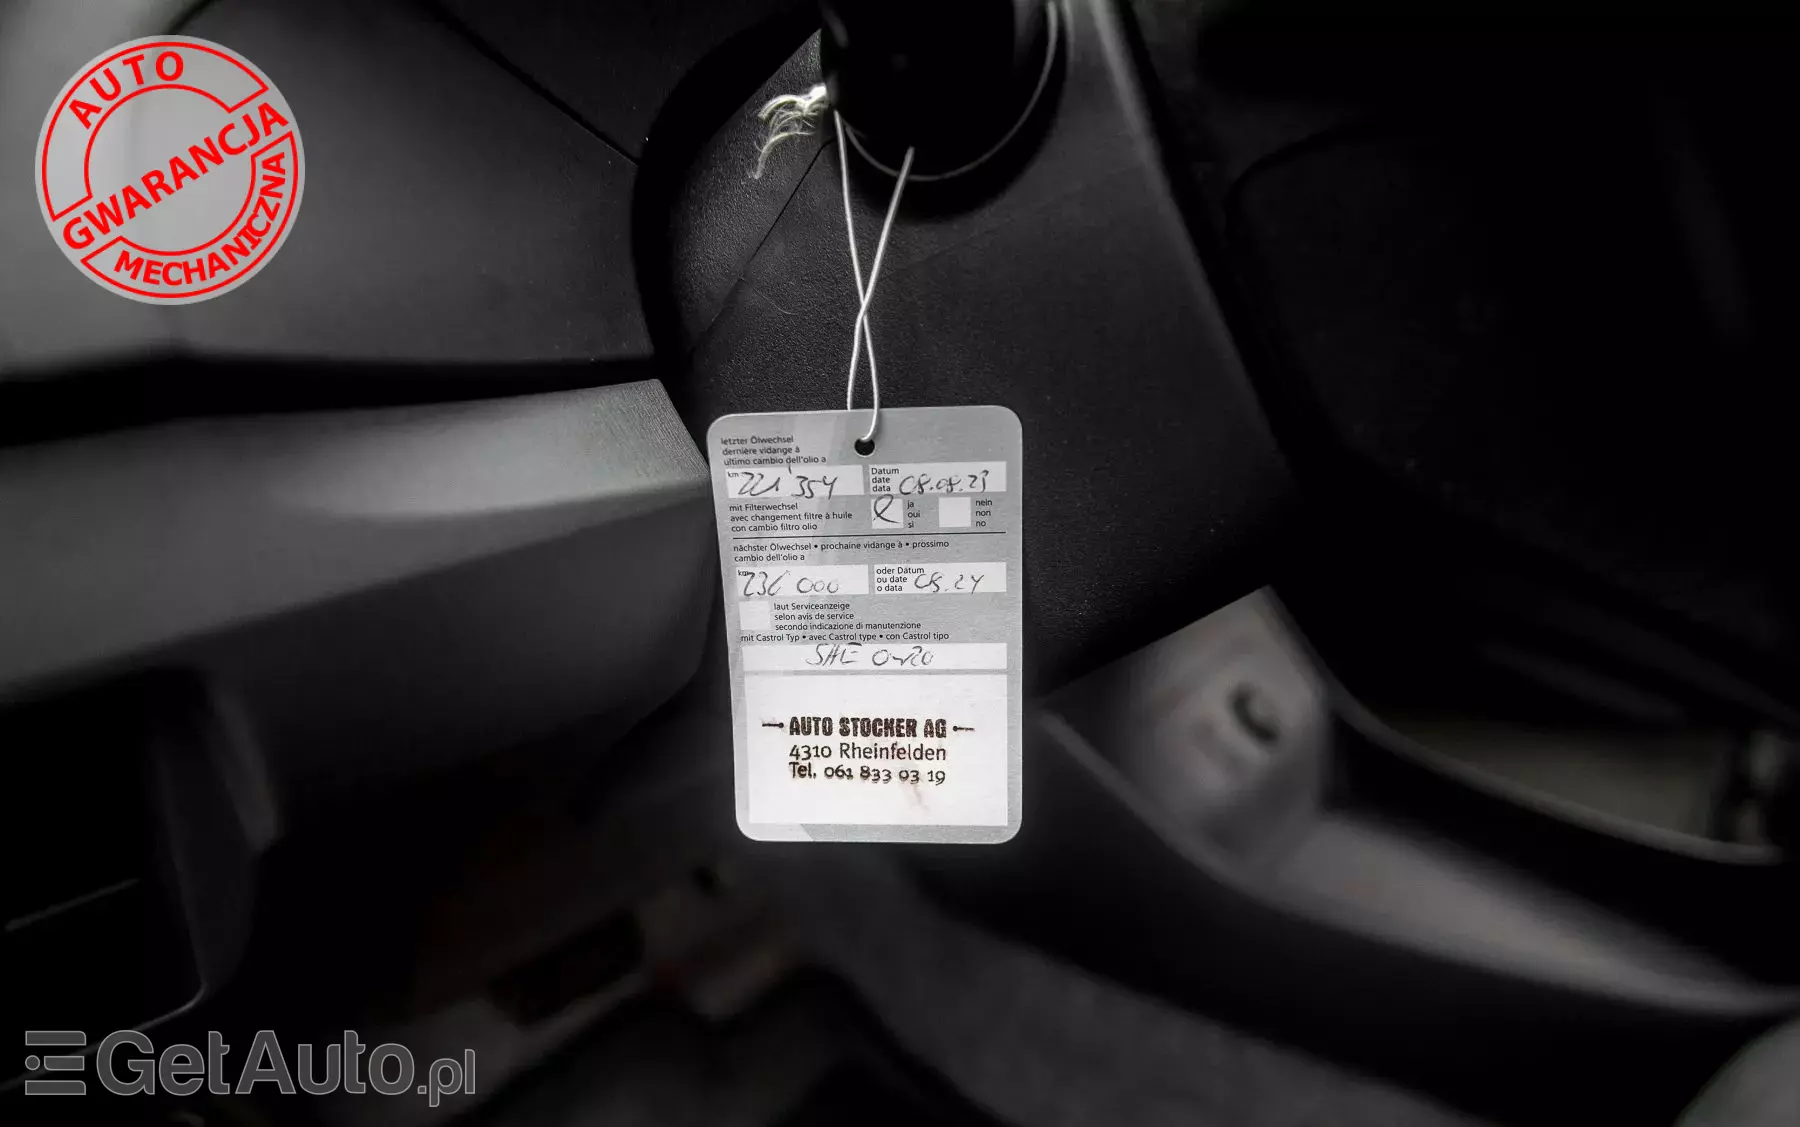 AUTO
GWARANCJA
MECHANICZNA
letzter Ölwechsel
dernière vidange à
ultimo cambio dell'olio a
km 221'354
Datum
date
data 08.08.23
mit Filterwechsel
avec changement filtre à huile
con cambio filtro olio
ja
oui
si
nein
non
no
nächster Ölwechsel • prochaine vidange à • prossimo
cambio dell'olio a
km 236 000
oder Datum
ou date
o data 08.24
laut Serviceanzeige
selon avis de service
secondo indicazione di manutenzione
mit Castrol Typ • avec Castrol type • con Castrol tipo
SAE 0w20
AUTO STOCKER AG
4310 Rheinfelden
Tel. 061 833 03 19
GetAuto.pl